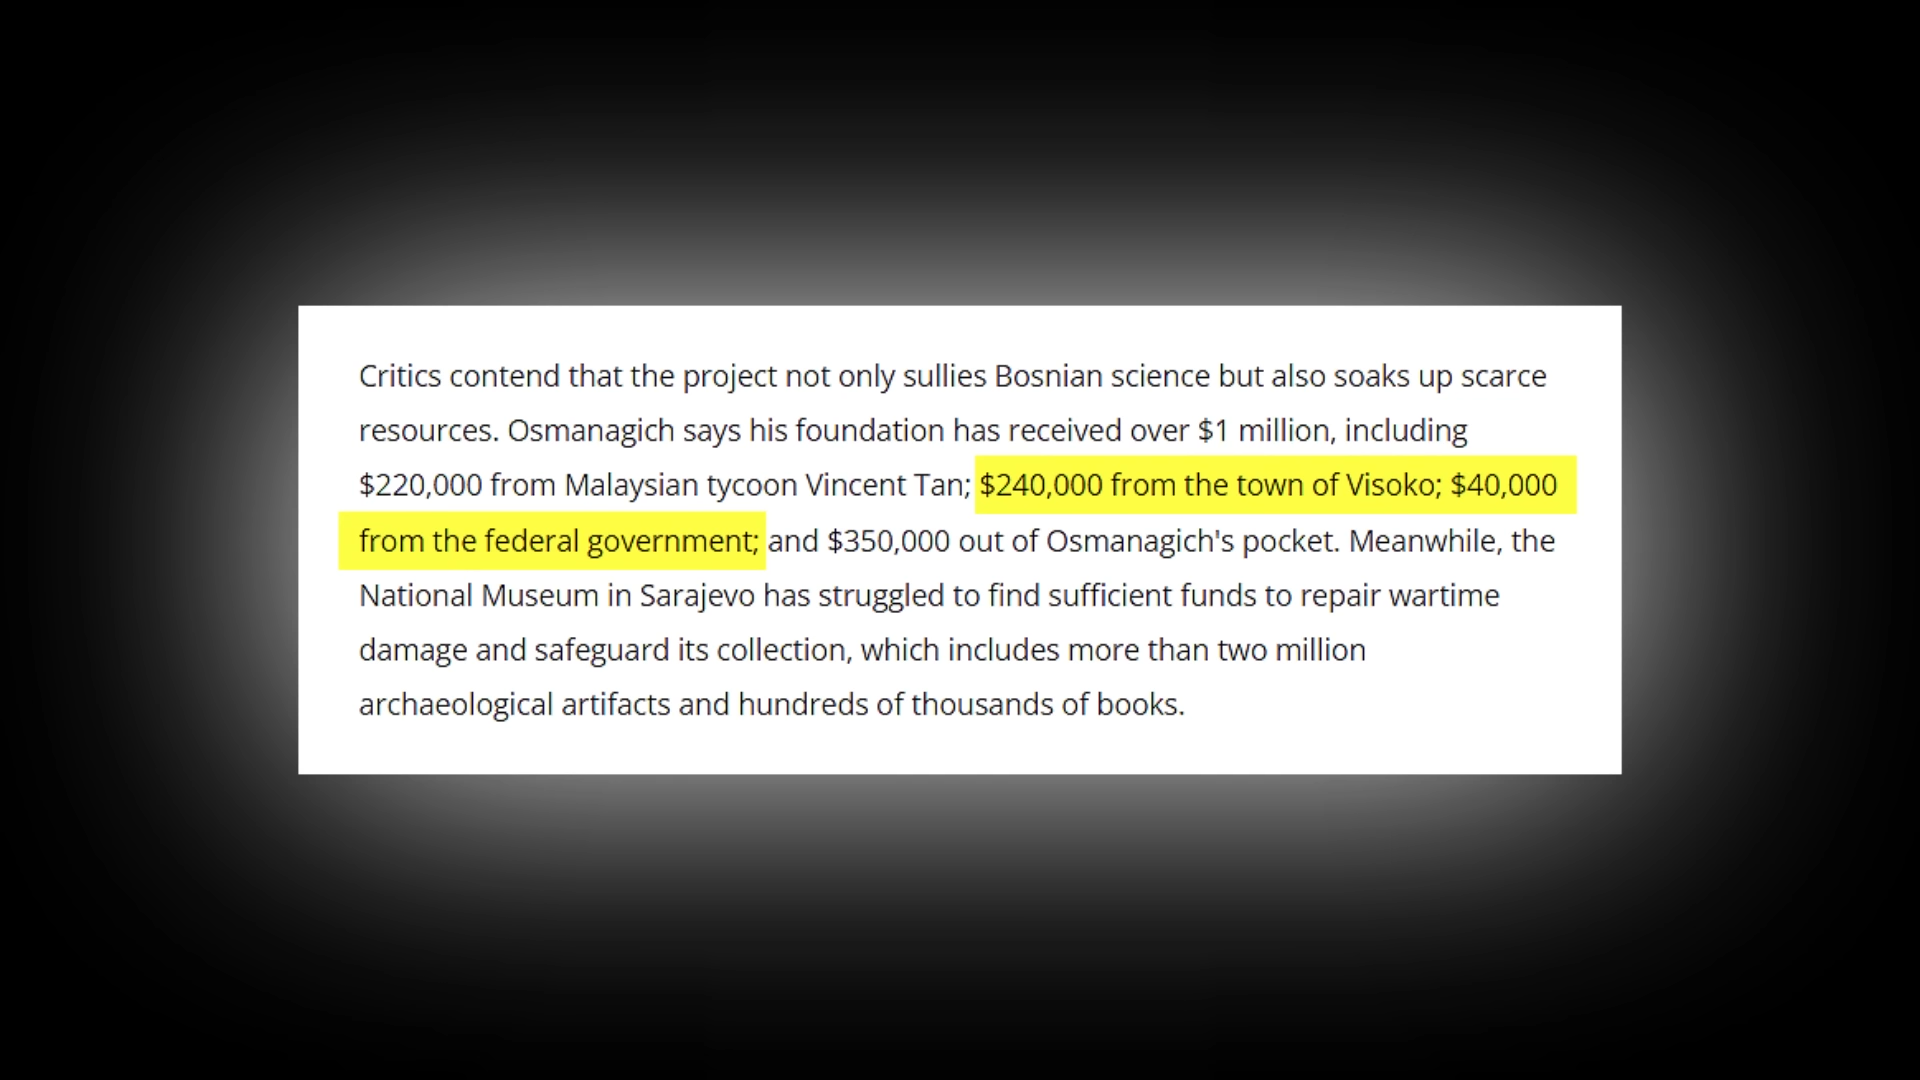 Critics contend that the project not only sullies Bosnian science but also soaks up scarce
resources. Osmanagich says his foundation has received over $1 million, including
$220,000 from Malaysian tycoon Vincent Tan; $240,000 from the town of Visoko; $40,000
from the federal government; and $350,000 out of Osmanagich's pocket. Meanwhile, the
National Museum in Sarajevo has struggled to find sufficient funds to repair wartime
damage and safeguard its collection, which includes more than two million
archaeological artifacts and hundreds of thousands of books.